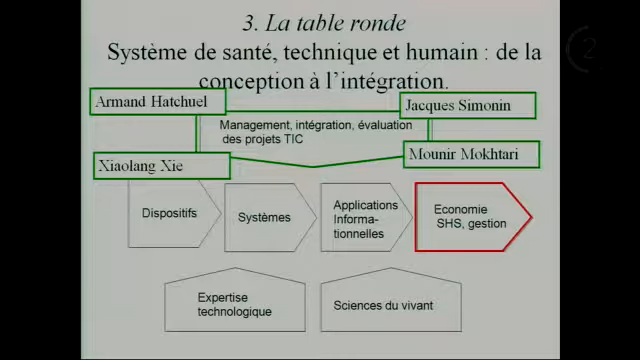 3. La table ronde
Système de santé, technique et humain : de la
conception à l'intégration.
Armand Hatchuel
Jacques Simonin
Management, intégration, évaluation
des projets TIC
Xiaolang Xie
Mounir Mokhtari
Dispositifs
Systèmes
Applications
Informa-
tionnelles
Economie
SHS, gestion
Expertise
technologique
Sciences du vivant
2